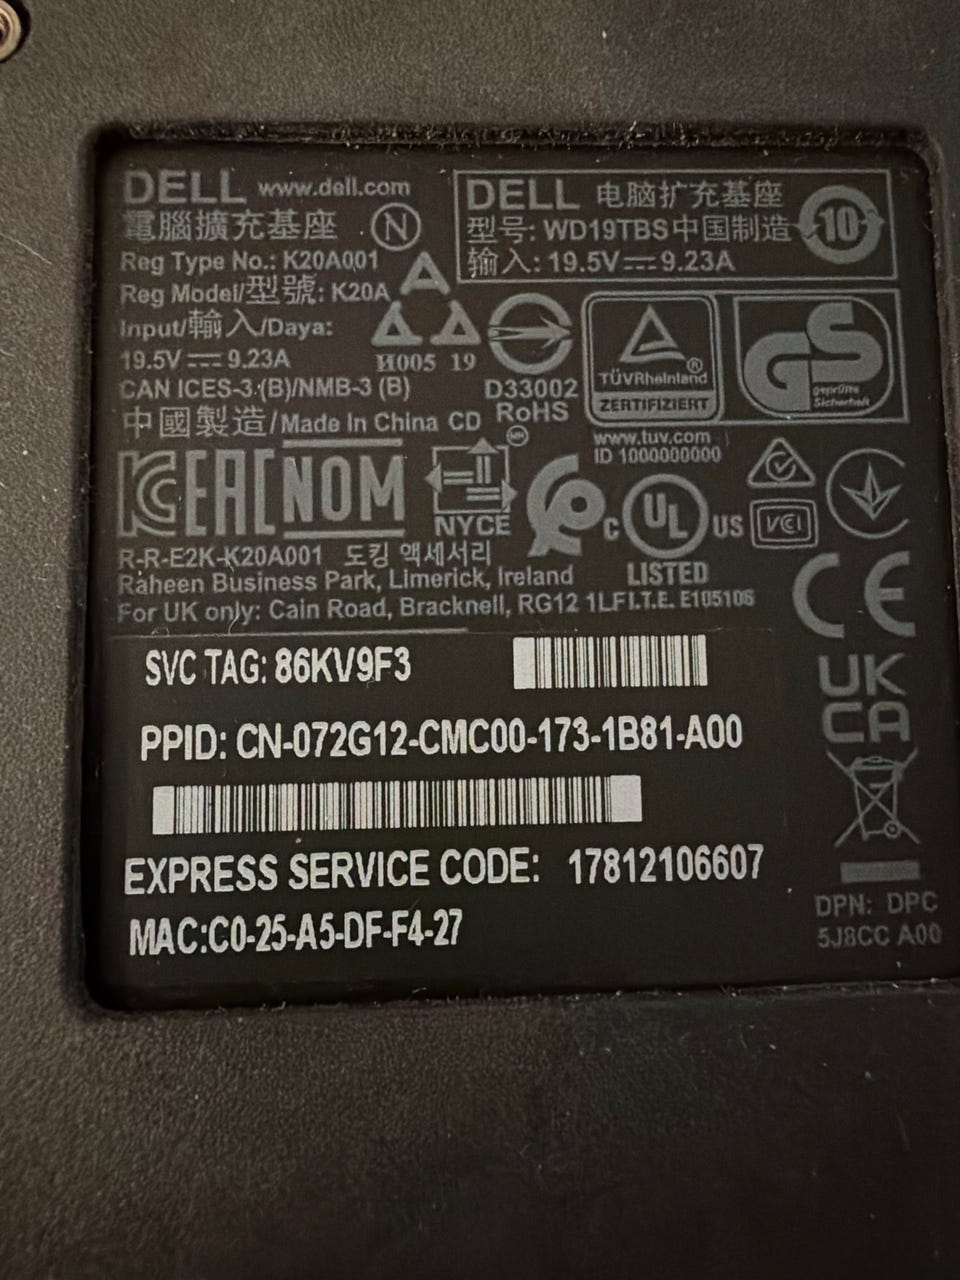 DELL www.dell.com
電腦擴充基座 N
Reg Type No.: K20A001
Reg Model/型號: K20A
Input/輸入/Daya:
19.5V⎓9.23A
CAN ICES-3 (B)/NMB-3 (B)
中國製造/Made In China CD
DELL 电脑扩充基座
型号: WD19TBS中国制造
输入: 19.5V⎓9.23A
10
H005 19
D33002
RoHS
TÜVRheinland®
ZERTIFIZIERT
GS
geprüfte
Sicherheit
www.tuv.com
ID 1000000000
EAC NOM
NYCE
C UL US
LISTED
VCI
R-R-E2K-K20A001 도킹 액세서리
Raheen Business Park, Limerick, Ireland
For UK only: Cain Road, Bracknell, RG12 1LF
I.T.E. E105106
CE
UK
CA
SVC TAG: 86KV9F3
PPID: CN-072G12-CMC00-173-1B81-A00
EXPRESS SERVICE CODE: 17812106607
MAC:C0-25-A5-DF-F4-27
DPN: DPC
5J8CC A00